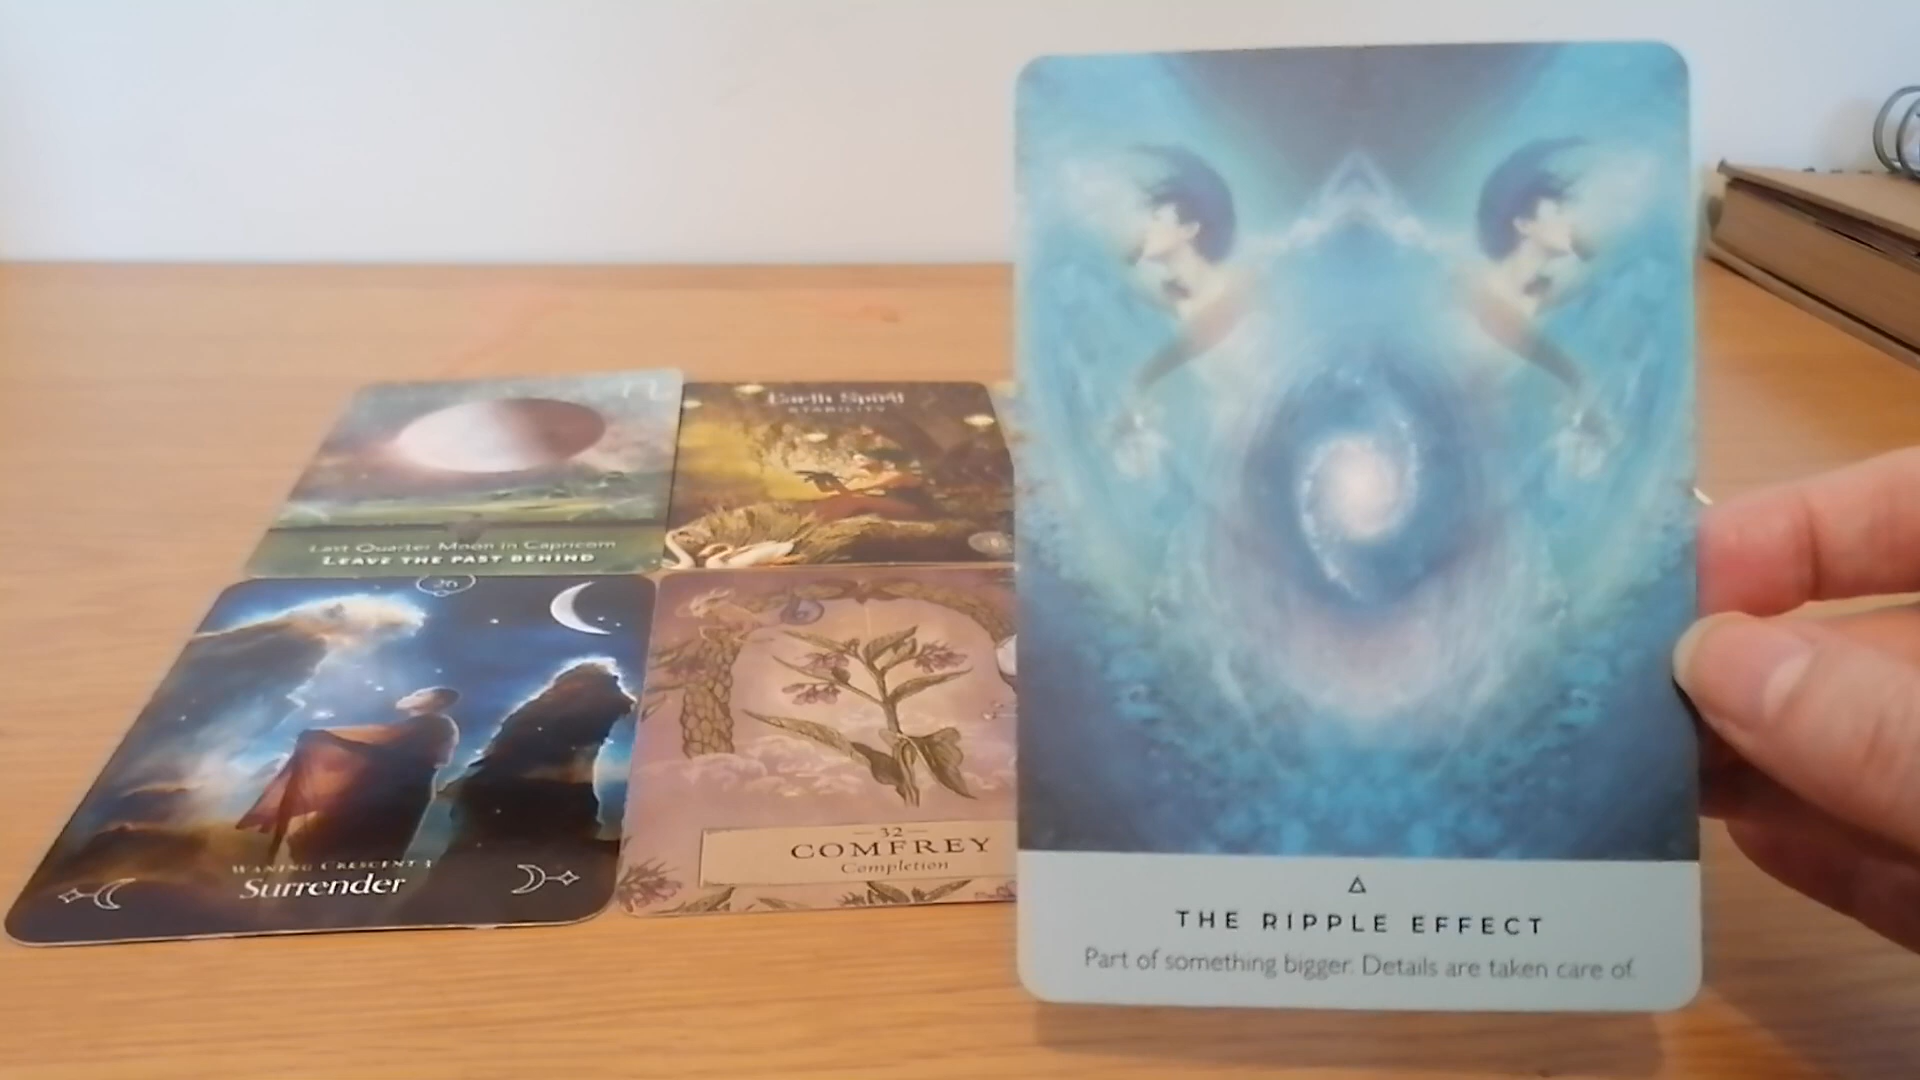 Earth Spirit
STABILITY
Last Quarter Moon in Capricorn
LEAVE THE PAST BEHIND
26
WANING CRESCENT 3
Surrender
—32—
COMFREY
Completion
THE RIPPLE EFFECT
Part of something bigger. Details are taken care of.